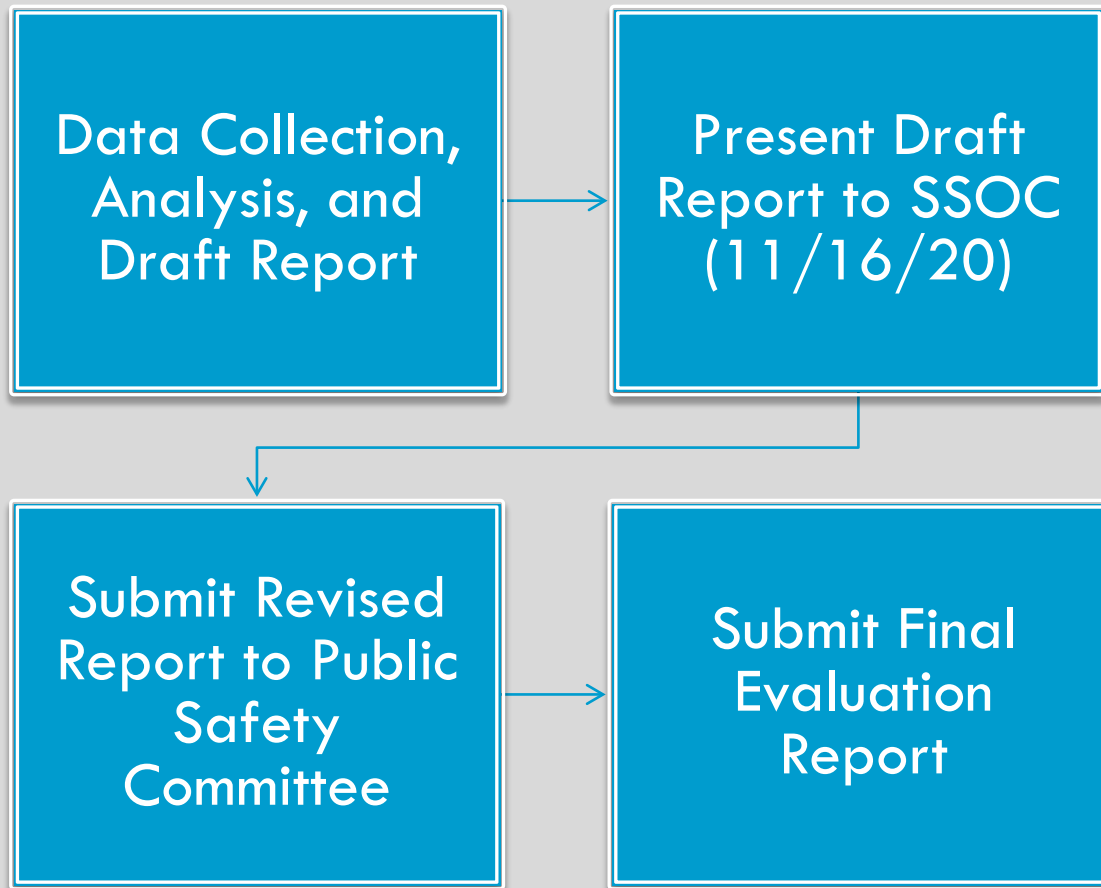 Data Collection,
Analysis, and
Draft Report
Present Draft
Report to SSOC
(11/16/20)
Submit Revised
Report to Public
Safety
Committee
Submit Final
Evaluation
Report